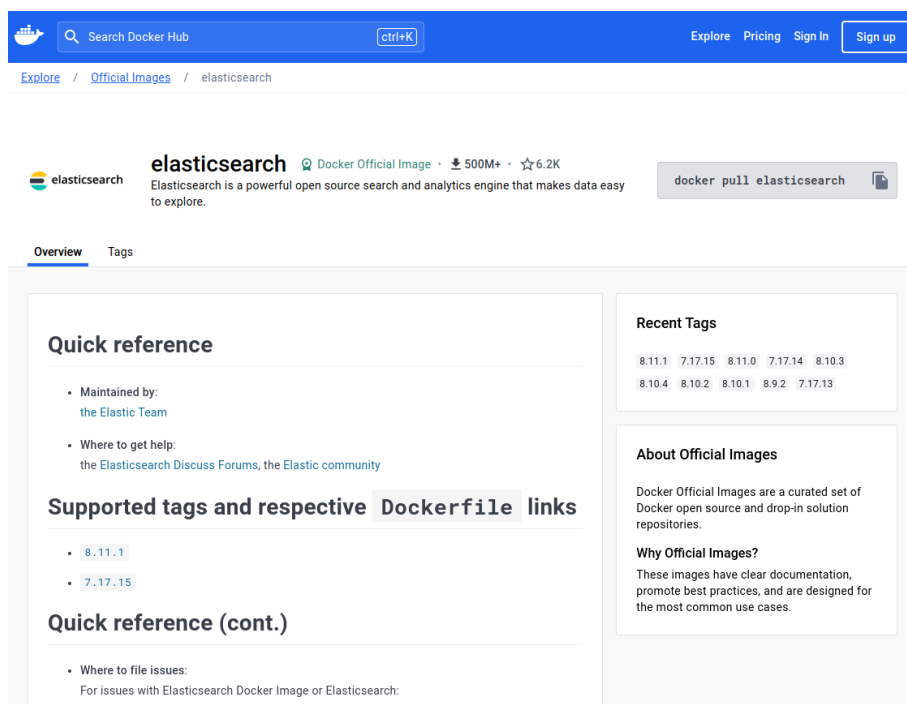 Search Docker Hub ctrl+K Explore Pricing Sign In Sign up
Explore / Official Images / elasticsearch
elasticsearch
elasticsearch Docker Official Image · 500M+ · 6.2K
Elasticsearch is a powerful open source search and analytics engine that makes data easy
to explore.
docker pull elasticsearch
Overview Tags
Quick reference
• Maintained by:
the Elastic Team
• Where to get help:
the Elasticsearch Discuss Forums, the Elastic community
Supported tags and respective Dockerfile links
• 8.11.1
• 7.17.15
Quick reference (cont.)
• Where to file issues:
For issues with Elasticsearch Docker Image or Elasticsearch:
Recent Tags
8.11.1 7.17.15 8.11.0 7.17.14 8.10.3
8.10.4 8.10.2 8.10.1 8.9.2 7.17.13
About Official Images
Docker Official Images are a curated set of
Docker open source and drop-in solution
repositories.
Why Official Images?
These images have clear documentation,
promote best practices, and are designed for
the most common use cases.